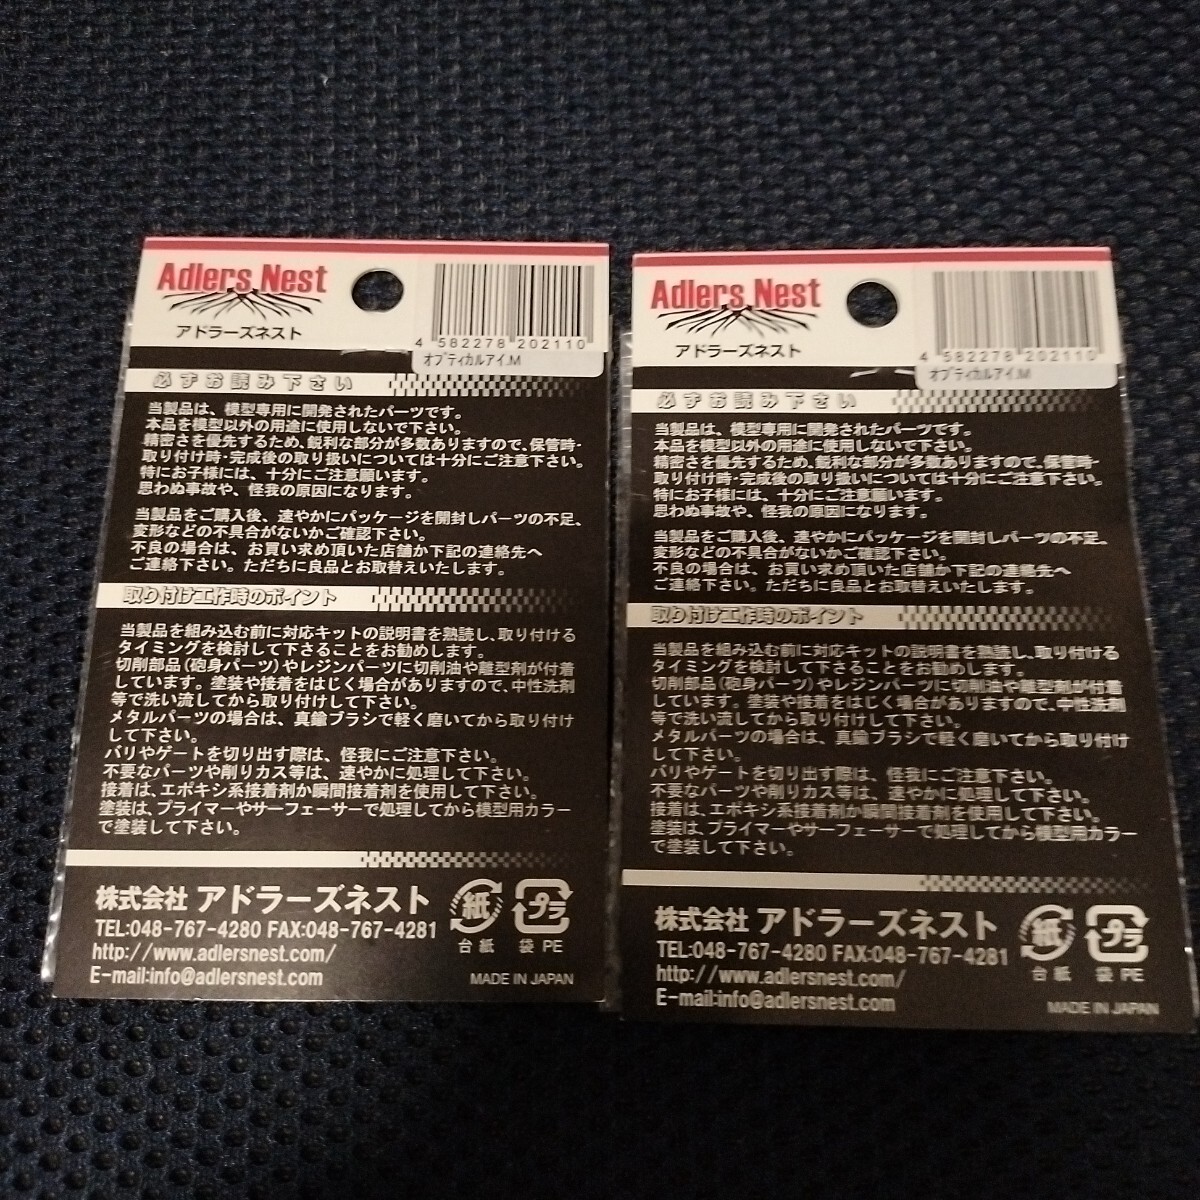 Adlers Nest
アドラーズネスト
4 582278 202110
オプティカルアイ.M
必ずお読み下さい
当製品は、模型専用に開発されたパーツです。
本品を模型以外の用途に使用しないで下さい。
精密さを優先するため、鋭利な部分が多数ありますので、保管時・
取り付け時・完成後の取り扱いについては十分にご注意下さい。
特にお子様には、十分にご注意願います。
思わぬ事故や、怪我の原因になります。
当製品をご購入後、速やかにパッケージを開封しパーツの不足、
変形などの不具合がないかご確認下さい。
不良の場合は、お買い求め頂いた店舗か下記の連絡先へ
ご連絡下さい。ただちに良品とお取替えいたします。
取り付け工作時のポイント
当製品を組み込む前に対応キットの説明書を熟読し、取り付ける
タイミングを検討して下さることをお勧めします。
切削部品(砲身パーツ)やレジンパーツに切削油や離型剤が付着
しています。塗装や接着をはじく場合がありますので、中性洗剤
等で洗い流してから取り付けして下さい。
メタルパーツの場合は、真鍮ブラシで軽く磨いてから取り付け
して下さい。
バリやゲートを切り出す際は、怪我にご注意下さい。
不要なパーツや削りカス等は、速やかに処理して下さい。
接着は、エポキシ系接着剤か瞬間接着剤を使用して下さい。
塗装は、プライマーやサーフェーサーで処理してから模型用カラー
で塗装して下さい。
株式会社 アドラーズネスト
TEL:048-767-4280 FAX:048-767-4281
http://www.adlersnest.com/
E-mail:info@adlersnest.com
紙
台紙
プラ
袋 PE
MADE IN JAPAN
Adlers Nest
アドラーズネスト
4 582278 202110
オプティカルアイ.M
必ずお読み下さい
当製品は、模型専用に開発されたパーツです。
本品を模型以外の用途に使用しないで下さい。
精密さを優先するため、鋭利な部分が多数ありますので、保管時・
取り付け時・完成後の取り扱いについては十分にご注意下さい。
特にお子様には、十分にご注意願います。
思わぬ事故や、怪我の原因になります。
当製品をご購入後、速やかにパッケージを開封しパーツの不足、
変形などの不具合がないかご確認下さい。
不良の場合は、お買い求め頂いた店舗か下記の連絡先へ
ご連絡下さい。ただちに良品とお取替えいたします。
取り付け工作時のポイント
当製品を組み込む前に対応キットの説明書を熟読し、取り付ける
タイミングを検討して下さることをお勧めします。
切削部品(砲身パーツ)やレジンパーツに切削油や離型剤が付着
しています。塗装や接着をはじく場合がありますので、中性洗剤
等で洗い流してから取り付けして下さい。
メタルパーツの場合は、真鍮ブラシで軽く磨いてから取り付け
して下さい。
バリやゲートを切り出す際は、怪我にご注意下さい。
不要なパーツや削りカス等は、速やかに処理して下さい。
接着は、エポキシ系接着剤か瞬間接着剤を使用して下さい。
塗装は、プライマーやサーフェーサーで処理してから模型用カラー
で塗装して下さい。
株式会社 アドラーズネスト
TEL:048-767-4280 FAX:048-767-4281
http://www.adlersnest.com/
E-mail:info@adlersnest.com
紙
台紙
プラ
袋 PE
MADE IN JAPAN